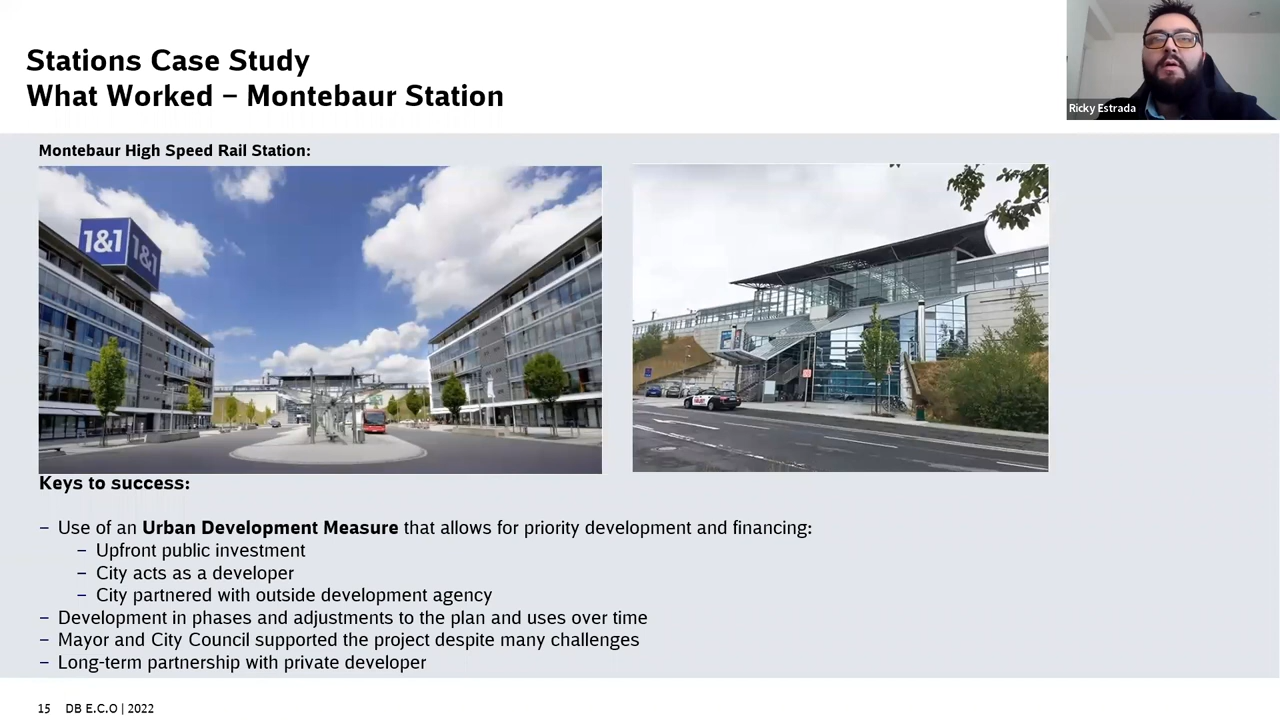 Stations Case Study
What Worked – Montebaur Station
Ricky Estrada
Montebaur High Speed Rail Station:
1&1
1&1
Keys to success:
– Use of an Urban Development Measure that allows for priority development and financing:
– Upfront public investment
– City acts as a developer
– City partnered with outside development agency
– Development in phases and adjustments to the plan and uses over time
– Mayor and City Council supported the project despite many challenges
– Long-term partnership with private developer
15 DB E.C.O | 2022